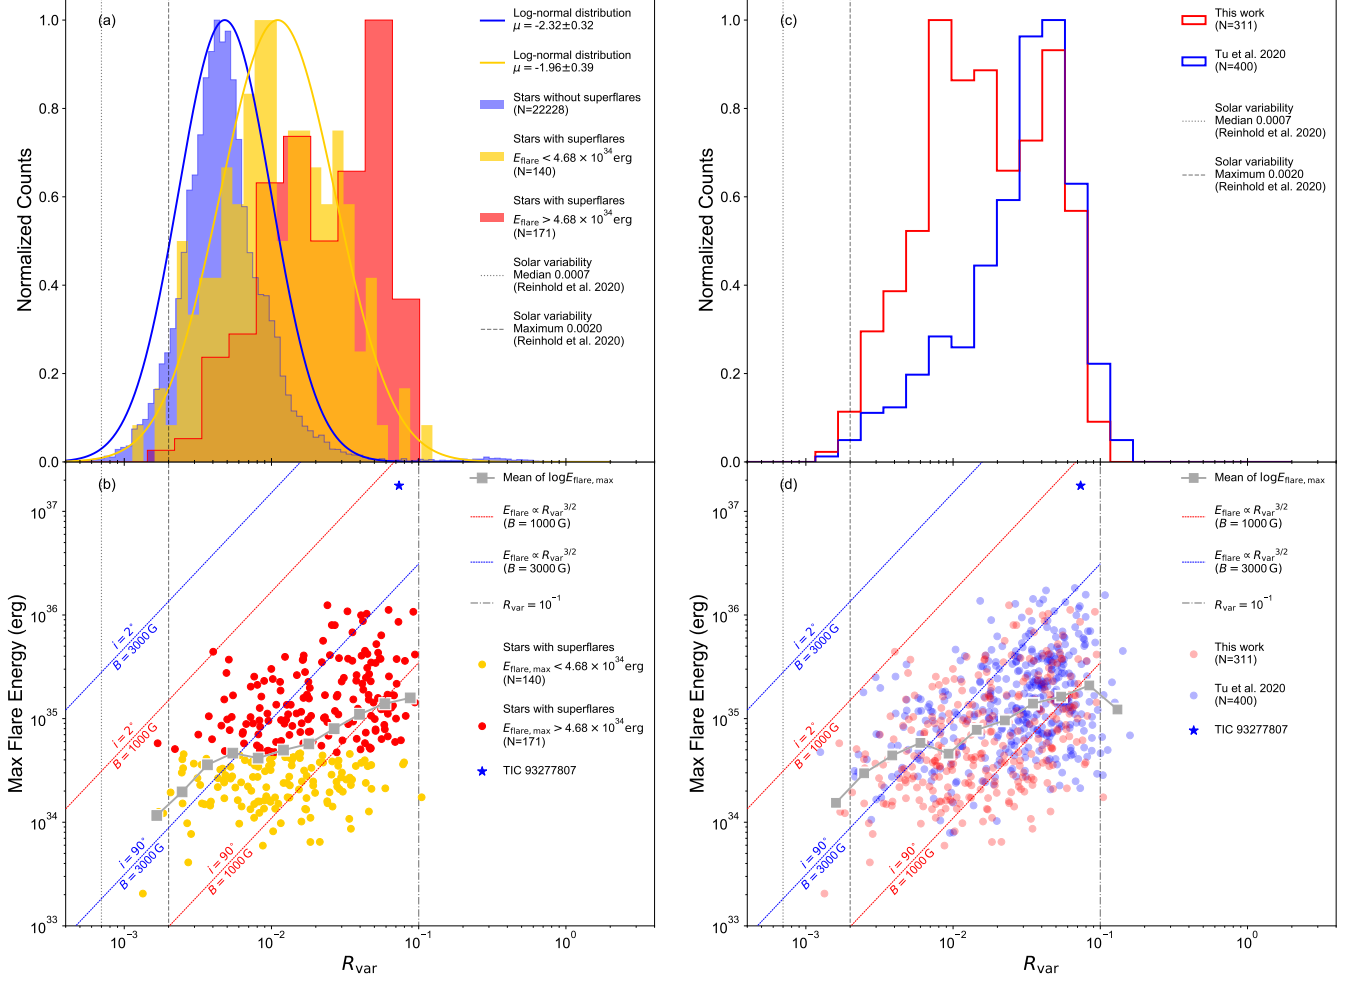 (a)
Normalized Counts
1.0
0.8
0.6
0.4
0.2
0.0
Log-normal distribution
μ = -2.32±0.32
Log-normal distribution
μ = -1.96±0.39
Stars without superflares
(N=22228)
Stars with superflares
E_flare < 4.68 × 10^34 erg
(N=140)
Stars with superflares
E_flare > 4.68 × 10^34 erg
(N=171)
Solar variability
Median 0.0007
(Reinhold et al. 2020)
Solar variability
Maximum 0.0020
(Reinhold et al. 2020)
(c)
Normalized Counts
1.0
0.8
0.6
0.4
0.2
0.0
This work
(N=311)
Tu et al. 2020
(N=400)
Solar variability
Median 0.0007
(Reinhold et al. 2020)
Solar variability
Maximum 0.0020
(Reinhold et al. 2020)
(b)
Max Flare Energy (erg)
10^37
10^36
10^35
10^34
10^33
i = 2°
B = 3000 G
i = 2°
B = 1000 G
i = 90°
B = 3000 G
i = 90°
B = 1000 G
Mean of logE_flare, max
E_flare ∝ R_var^3/2
(B = 1000 G)
E_flare ∝ R_var^3/2
(B = 3000 G)
R_var = 10^−1
Stars with superflares
E_flare, max < 4.68 × 10^34 erg
(N=140)
Stars with superflares
E_flare, max > 4.68 × 10^34 erg
(N=171)
TIC 93277807
10^−3
10^−2
10^−1
10^0
R_var
(d)
Max Flare Energy (erg)
10^37
10^36
10^35
10^34
10^33
i = 2°
B = 3000 G
i = 2°
B = 1000 G
i = 90°
B = 3000 G
i = 90°
B = 1000 G
Mean of logE_flare, max
E_flare ∝ R_var^3/2
(B = 1000 G)
E_flare ∝ R_var^3/2
(B = 3000 G)
R_var = 10^−1
This work
(N=311)
Tu et al. 2020
(N=400)
TIC 93277807
10^−3
10^−2
10^−1
10^0
R_var